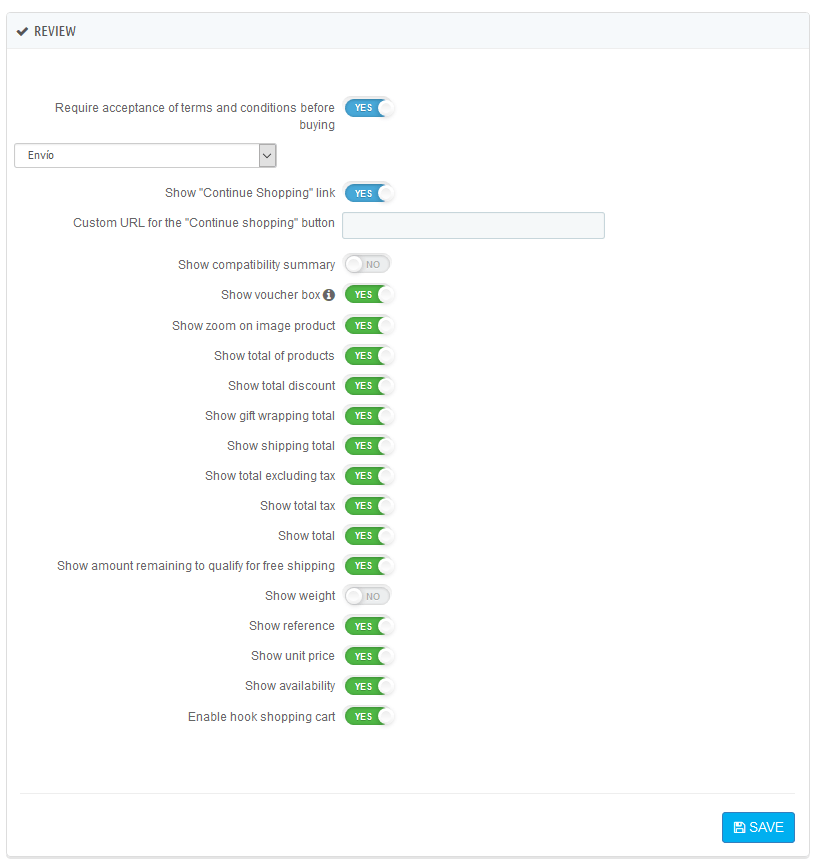 REVIEW
Require acceptance of terms and conditions before YES
buying
Envío
Show "Continue Shopping" link YES
Custom URL for the "Continue shopping" button
Show compatibility summary NO
Show voucher box YES
Show zoom on image product YES
Show total of products YES
Show total discount YES
Show gift wrapping total YES
Show shipping total YES
Show total excluding tax YES
Show total tax YES
Show total YES
Show amount remaining to qualify for free shipping YES
Show weight NO
Show reference YES
Show unit price YES
Show availability YES
Enable hook shopping cart YES
SAVE